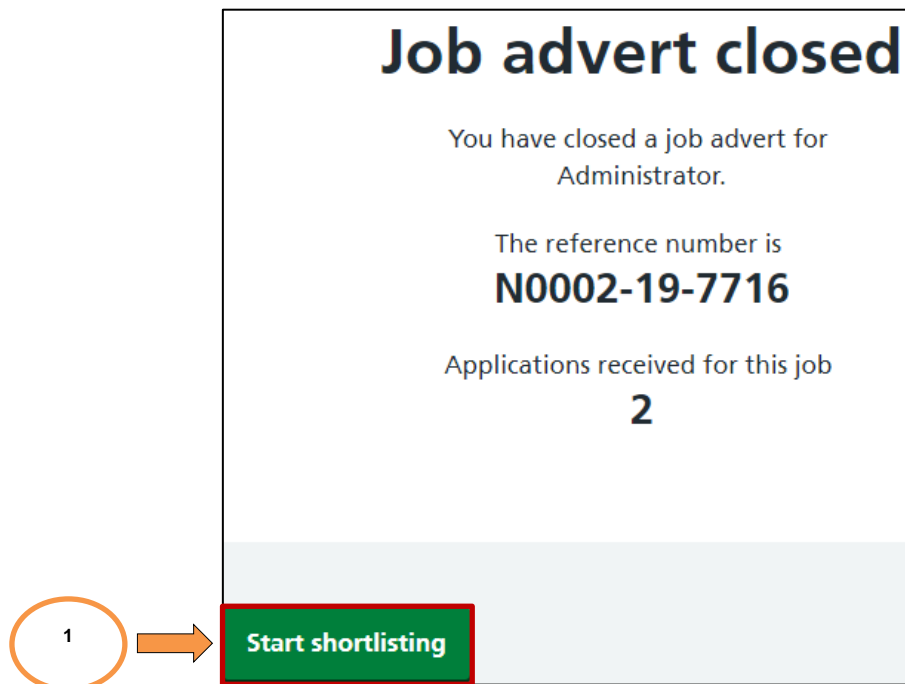 Job advert closed
You have closed a job advert for
Administrator.
The reference number is
N0002-19-7716
Applications received for this job
2
1
Start shortlisting